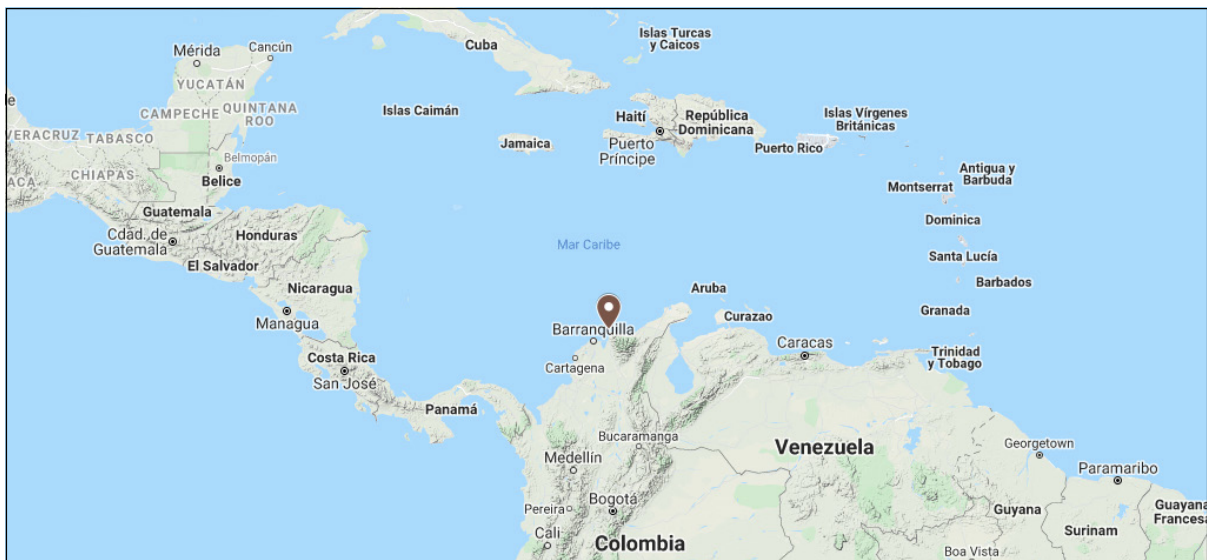 Islas Turcas
y Caicos
Cuba
Cancún
Mérida
YUCATÁN
CAMPECHE
QUINTANA
ROO
Islas Caimán
VERACRUZ
TABASCO
Haití
República
Dominicana
Islas Vírgenes
Británicas
Jamaica
Puerto
Príncipe
Puerto Rico
Belmopán
CHIAPAS
Belice
Antigua y
Barbuda
Montserrat
Guatemala
Dominica
Cdad. de
Guatemala
Honduras
Mar Caribe
El Salvador
Santa Lucía
Barbados
Nicaragua
Aruba
Managua
Curazao
Granada
Barranquilla
Caracas
Costa Rica
Cartagena
Trinidad
y Tobago
San José
Panamá
Bucaramanga
Venezuela
Georgetown
Medellín
Paramaribo
Bogotá
Pereira
Guyana
Guayana
Francesa
Cali
Surinam
Colombia
Boa Vista